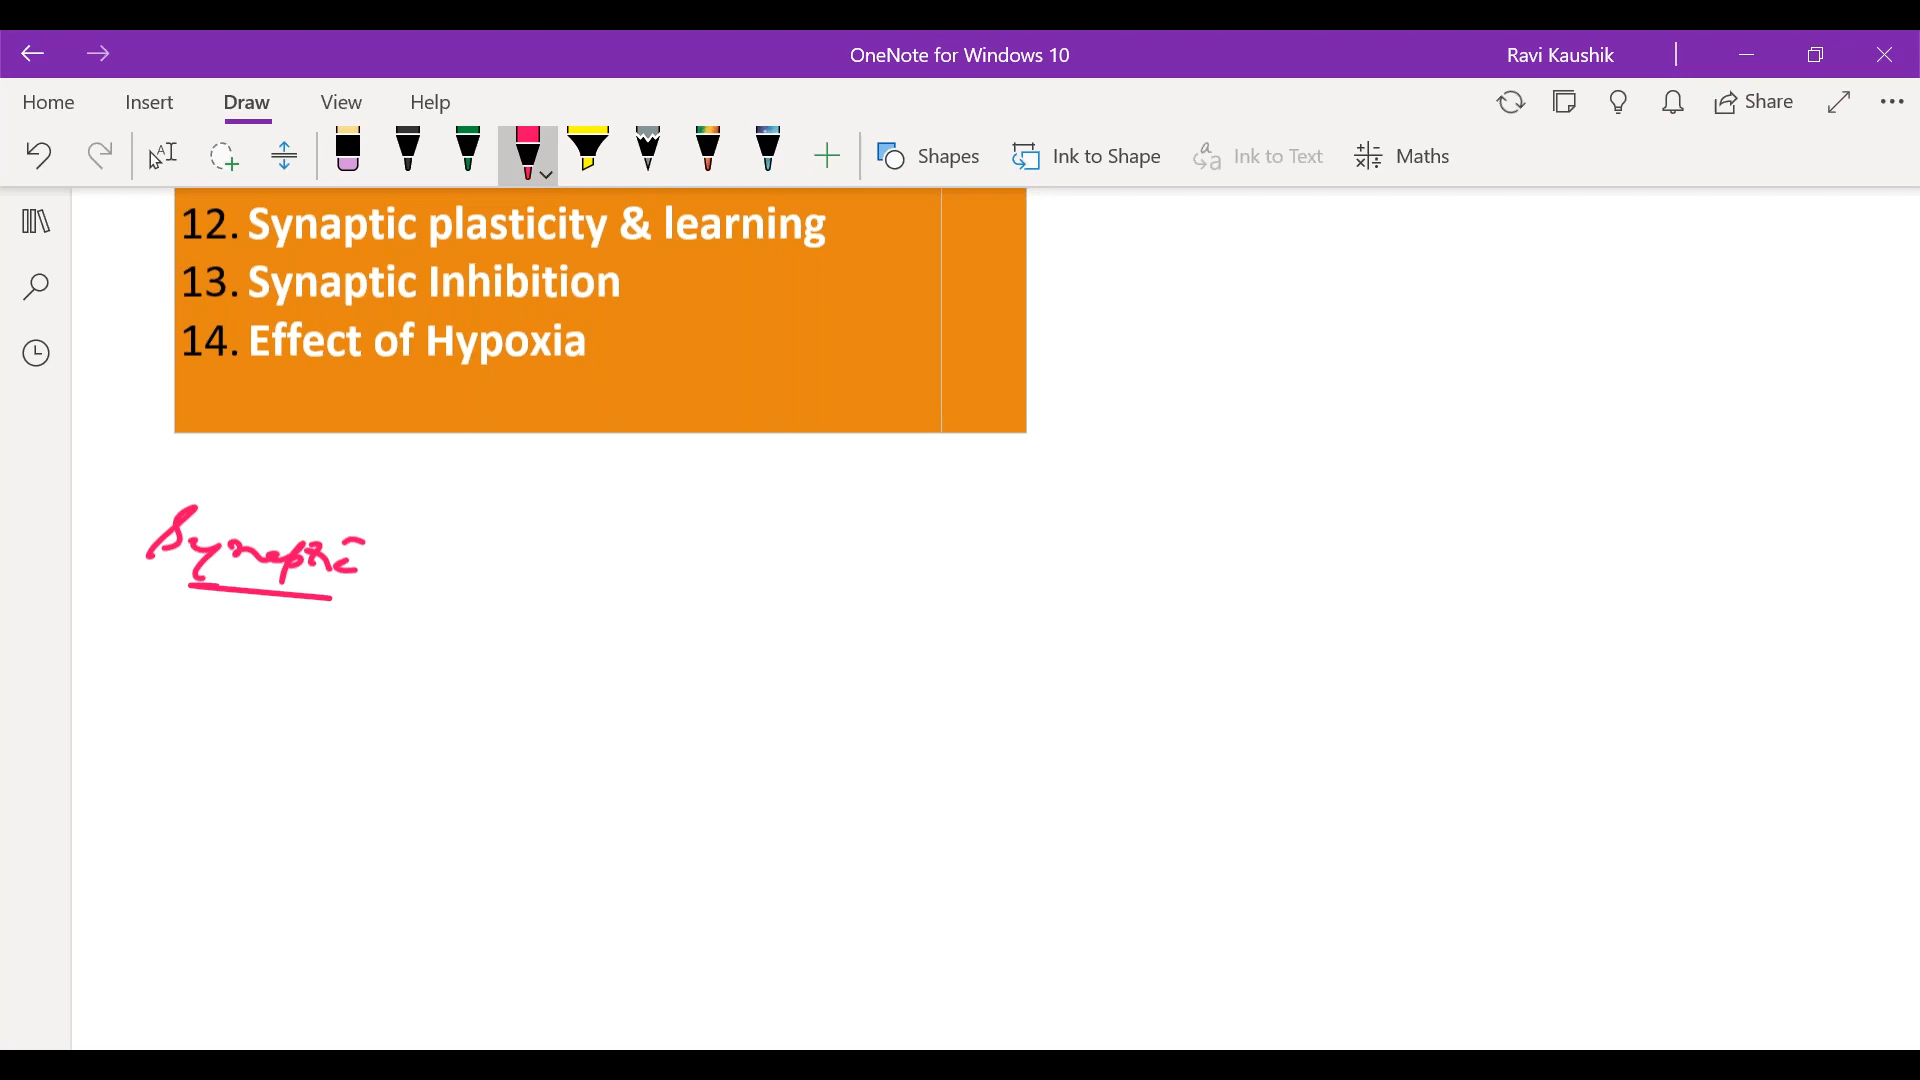 OneNote for Windows 10 Ravi Kaushik
Home Insert Draw View Help Share
Shapes Ink to Shape Ink to Text Maths
12. Synaptic plasticity & learning
13. Synaptic Inhibition
14. Effect of Hypoxia
Synaptic